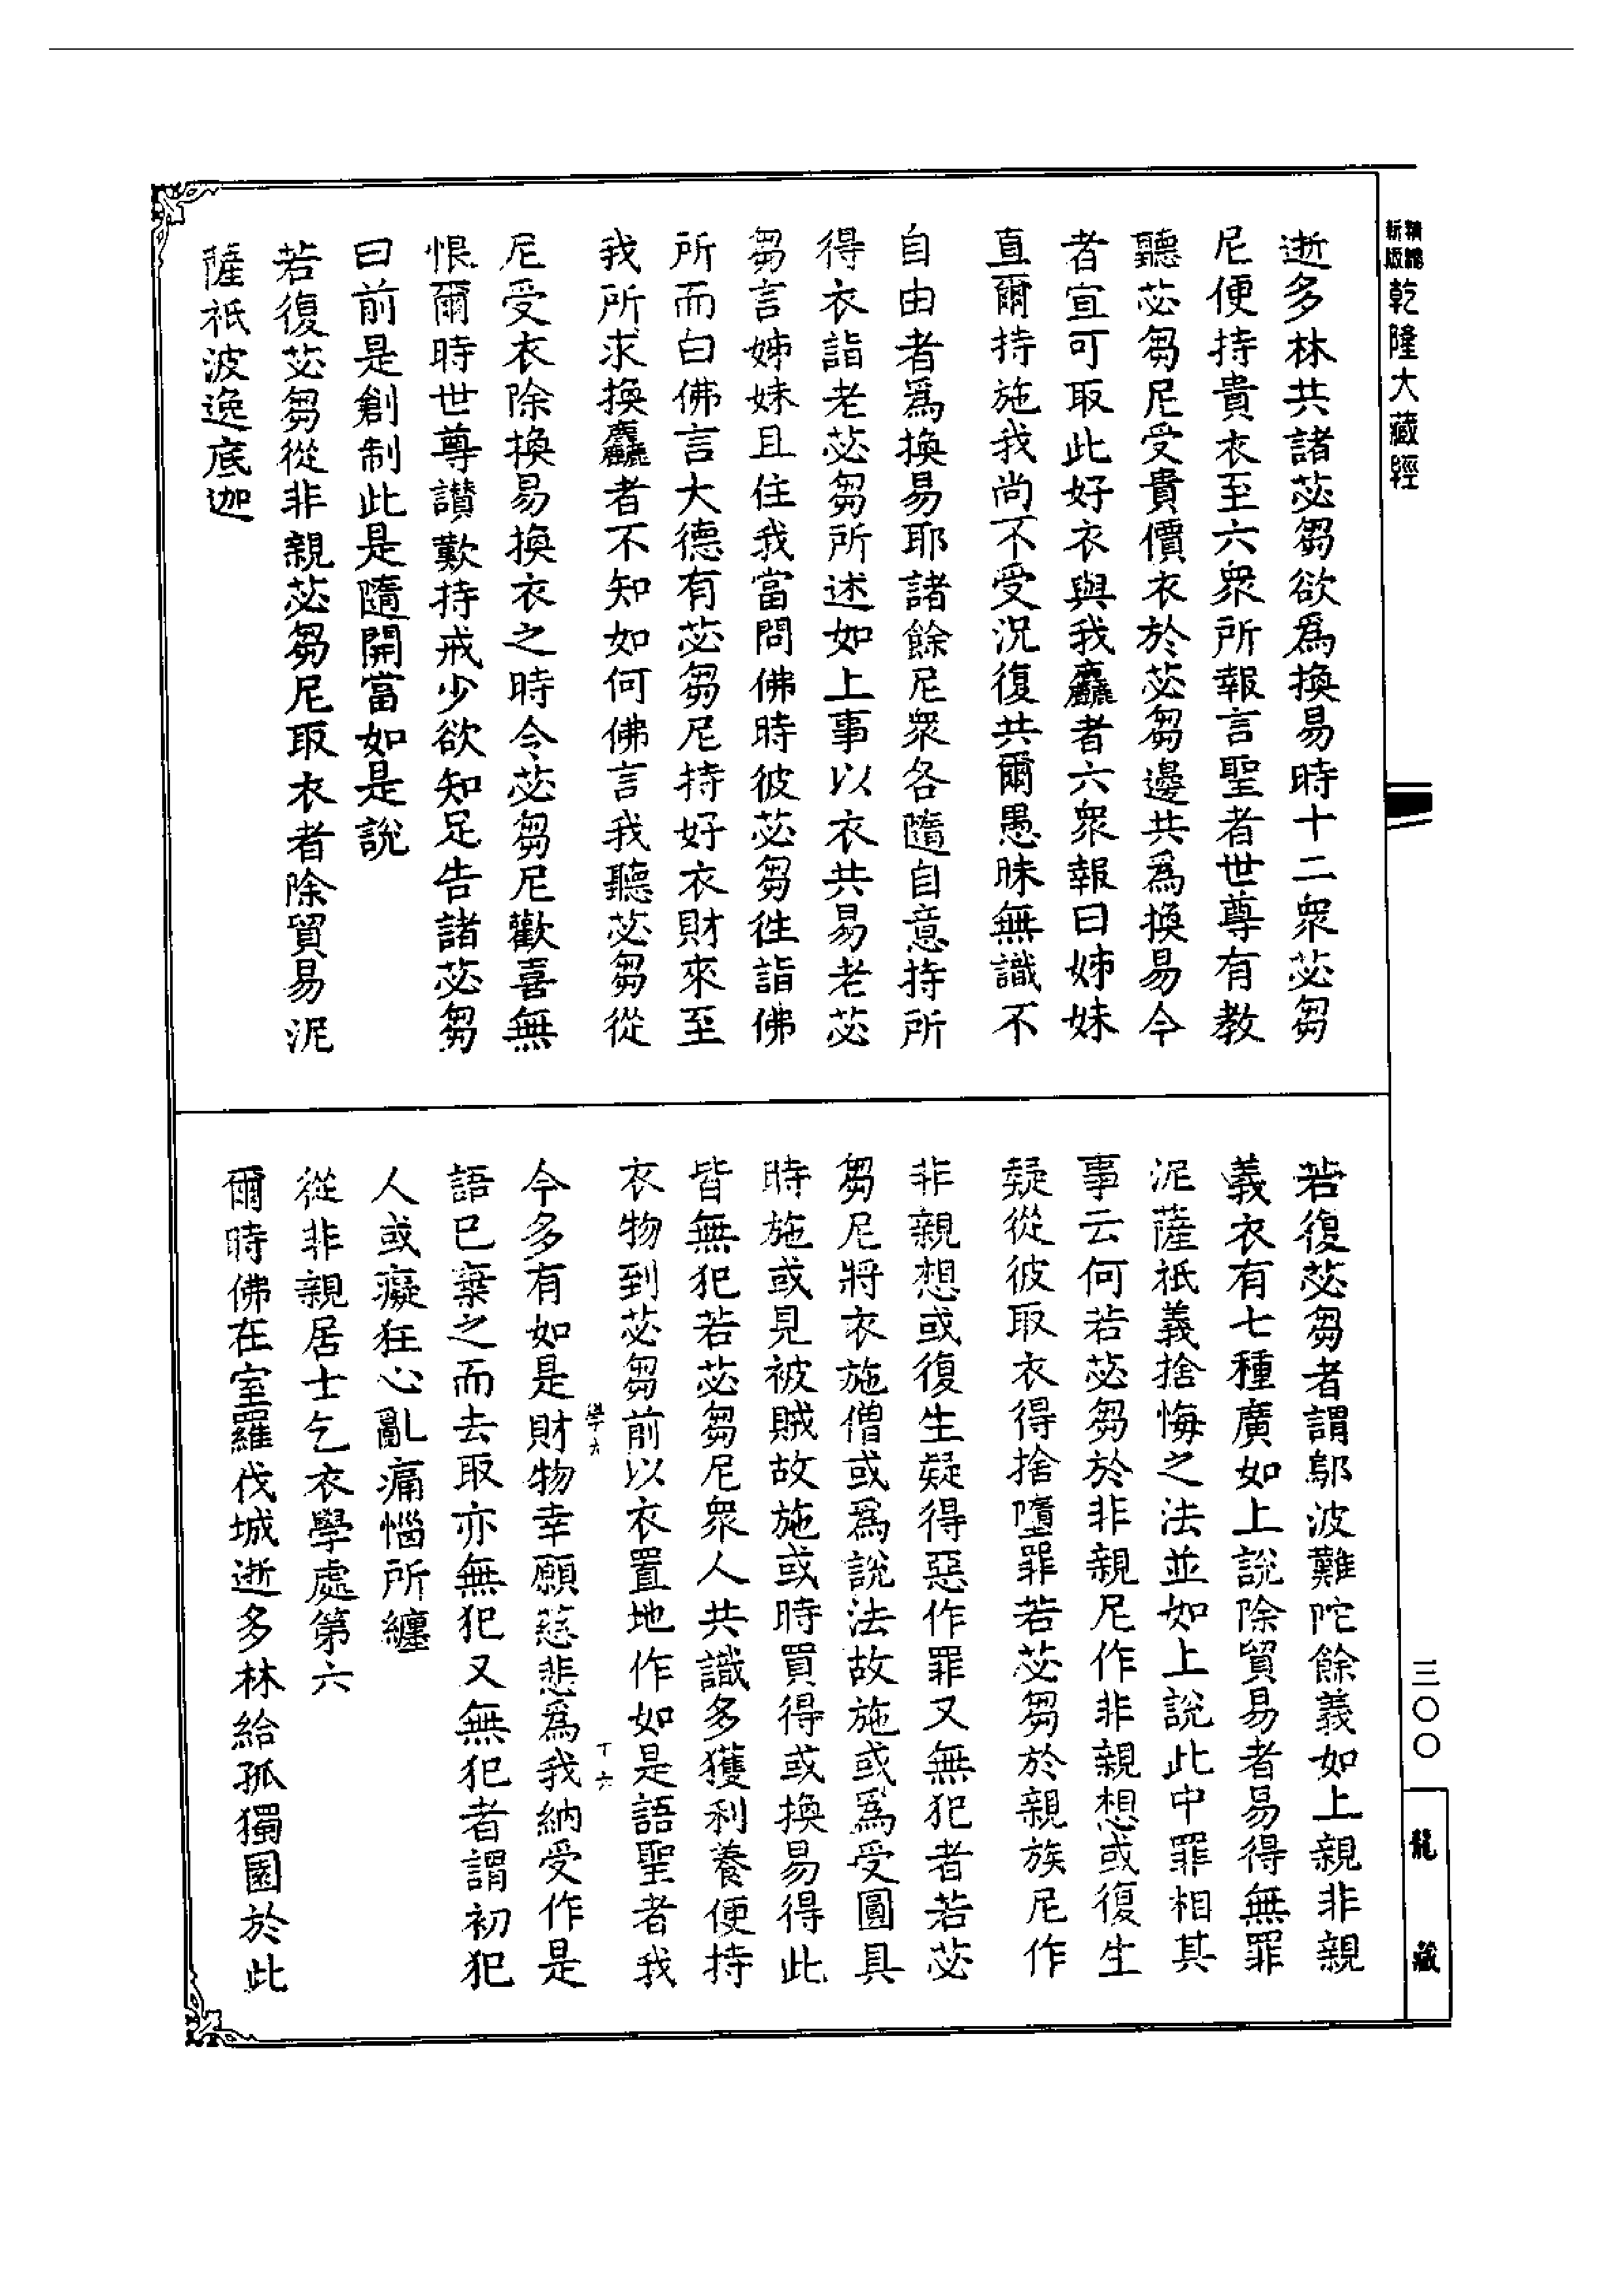 新版
精縮
乾隆大藏經
逝多林共諸苾芻欲爲換易時十二衆苾芻
尼便持貴衣至六衆所報言聖者世尊有教
聽苾芻尼受貴價衣於苾芻邊共爲換易今
者宜可取此好衣與我麤者六衆報曰姊妹
直爾持施我尚不受況復共爾愚昧無識不
自由者爲換易耶諸餘尼衆各隨自意持所
得衣詣老苾芻所述如上事以衣共易老苾
芻言姊妹且住我當問佛時彼苾芻往詣佛
所而白佛言大德有苾芻尼持好衣財來至
我所求換麤者不知如何佛言我聽苾芻從
尼受衣除換易換衣之時令苾芻尼歡喜無
恨爾時世尊讃歎持戒少欲知足告諸苾芻
曰前是創制此是隨開當如是說
若復苾芻從非親苾芻尼取衣者除貿易泥
薩祇波逸底迦
若復苾芻者謂鄔波難陀餘義如上親非親
義衣有七種廣如上說除貿易者易得無罪
泥薩祇義捨悔之法並如上說此中罪相其
事云何若苾芻於非親尼作非親想或復生
疑從彼取衣得捨墮罪若苾芻於親族尼作
非親想或復生疑得惡作罪又無犯者若苾
芻尼將衣施僧或爲說法故施或爲受圓具
時施或見被賊故施或時買得或換易得此
皆無犯若苾芻尼衆人共識多獲利養便持
衣物到苾芻前以衣置地作如是語聖者我
學六
十六
今多有如是財物幸願慈悲爲我納受作是
語已棄之而去取亦無犯又無犯者謂初犯
人或癡狂心亂痛惱所纏
從非親居士乞衣學處第六
爾時佛在室羅伐城逝多林給孤獨園於此
三〇〇
龍藏